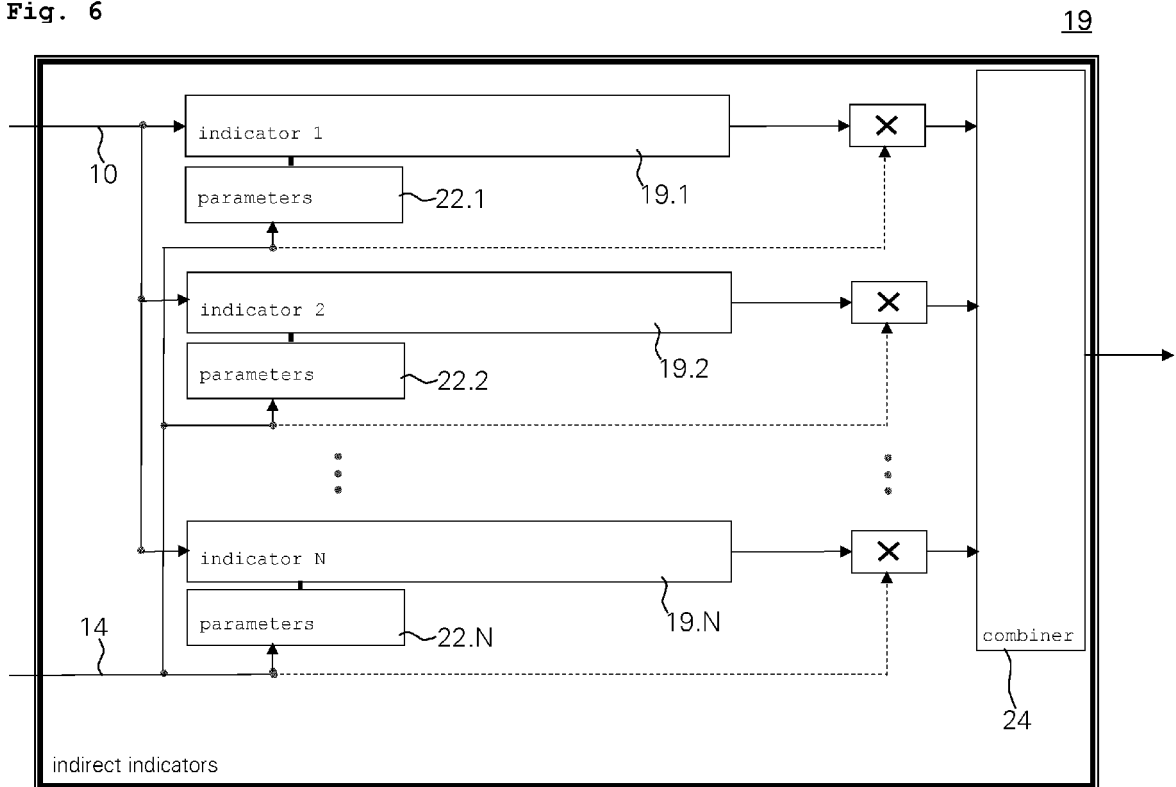 Fig. 6
19
indicator 1
10
19.1
parameters
22.1
indicator 2
19.2
parameters
22.2
indicator N
19.N
parameters
22.N
14
combiner
24
indirect indicators